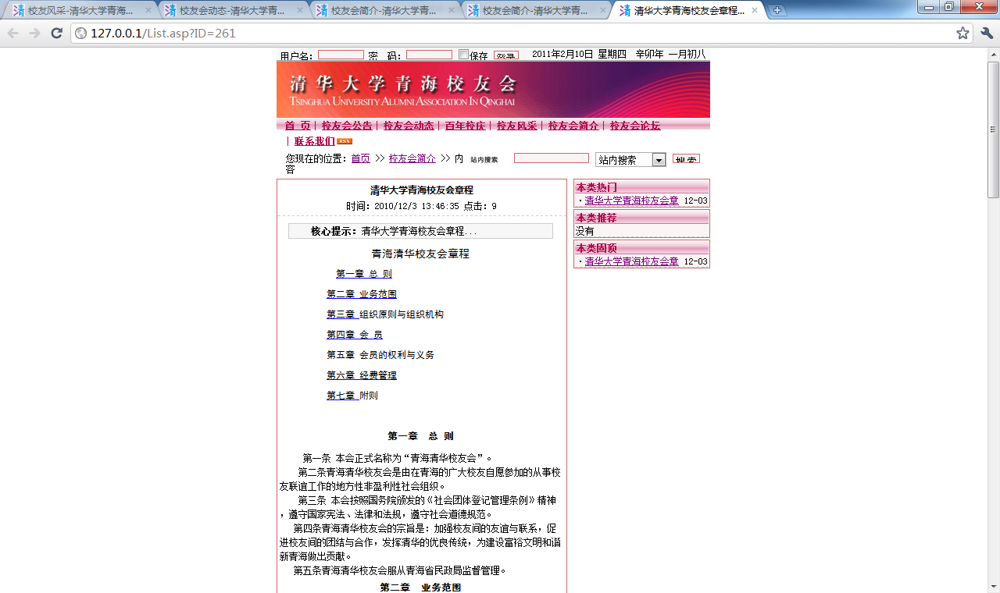 校友风采-清华大学青海...
校友会动态-清华大学青...
校友会简介-清华大学青...
校友会简介-清华大学青...
清华大学青海校友会章程...
127.0.0.1/List.asp?ID=261
用户名： 密 码： 保存 登录 2011年2月10日 星期四 辛卯年 一月初八
清华大学青海校友会
TSINGHUA UNIVERSITY ALUMNI ASSOCIATION IN QINGHAI
首 页 | 校友会公告 | 校友会动态 | 百年校庆 | 校友风采 | 校友会简介 | 校友会论坛
| 联系我们 RSS
您现在的位置：首页 >> 校友会简介 >> 内容
站内搜索 站内搜索 搜索
清华大学青海校友会章程
时间：2010/12/3 13:46:35 点击：9
核心提示：清华大学青海校友会章程...
青海清华校友会章程
第一章 总 则
第二章 业务范围
第三章 组织原则与组织机构
第四章 会 员
第五章 会员的权利与义务
第六章 经费管理
第七章 附则
第一章 总 则
第一条 本会正式名称为“青海清华校友会”。
第二条青海清华校友会是由在青海的广大校友自愿参加的从事校
友联谊工作的地方性非盈利性社会组织。
第三条 本会按照国务院颁发的《社会团体登记管理条例》精神
，遵守国家宪法、法律和法规，遵守社会道德规范。
第四条青海清华校友会的宗旨是：加强校友间的友谊与联系，促
进校友间的团结与合作，发挥清华的优良传统，为建设富裕文明和谐
新青海做出贡献。
第五条青海清华校友会服从青海省民政局监督管理。
第二章 业务范围
本类热门
·清华大学青海校友会章 12-03
本类推荐
没有
本类固顶
·清华大学青海校友会章 12-03